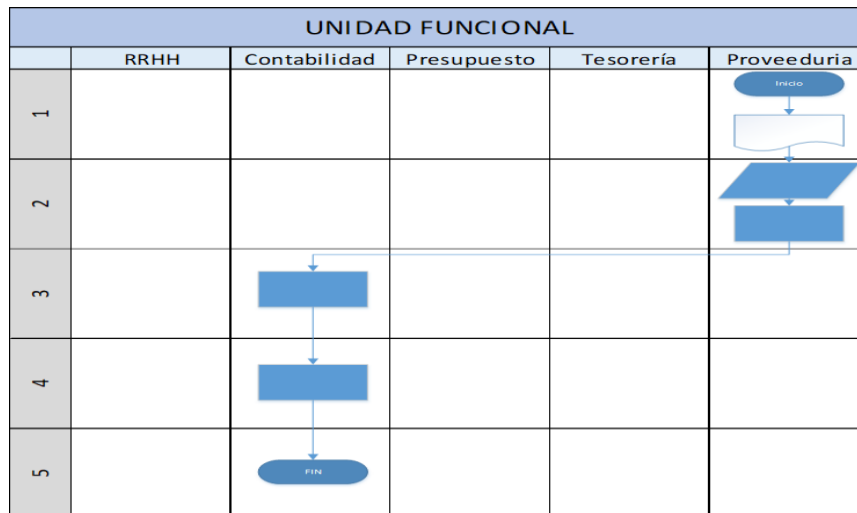 UNIDAD FUNCIONAL
RRHH Contabilidad Presupuesto Tesorería Proveeduria
1
Inicio
2
3
4
5
FIN